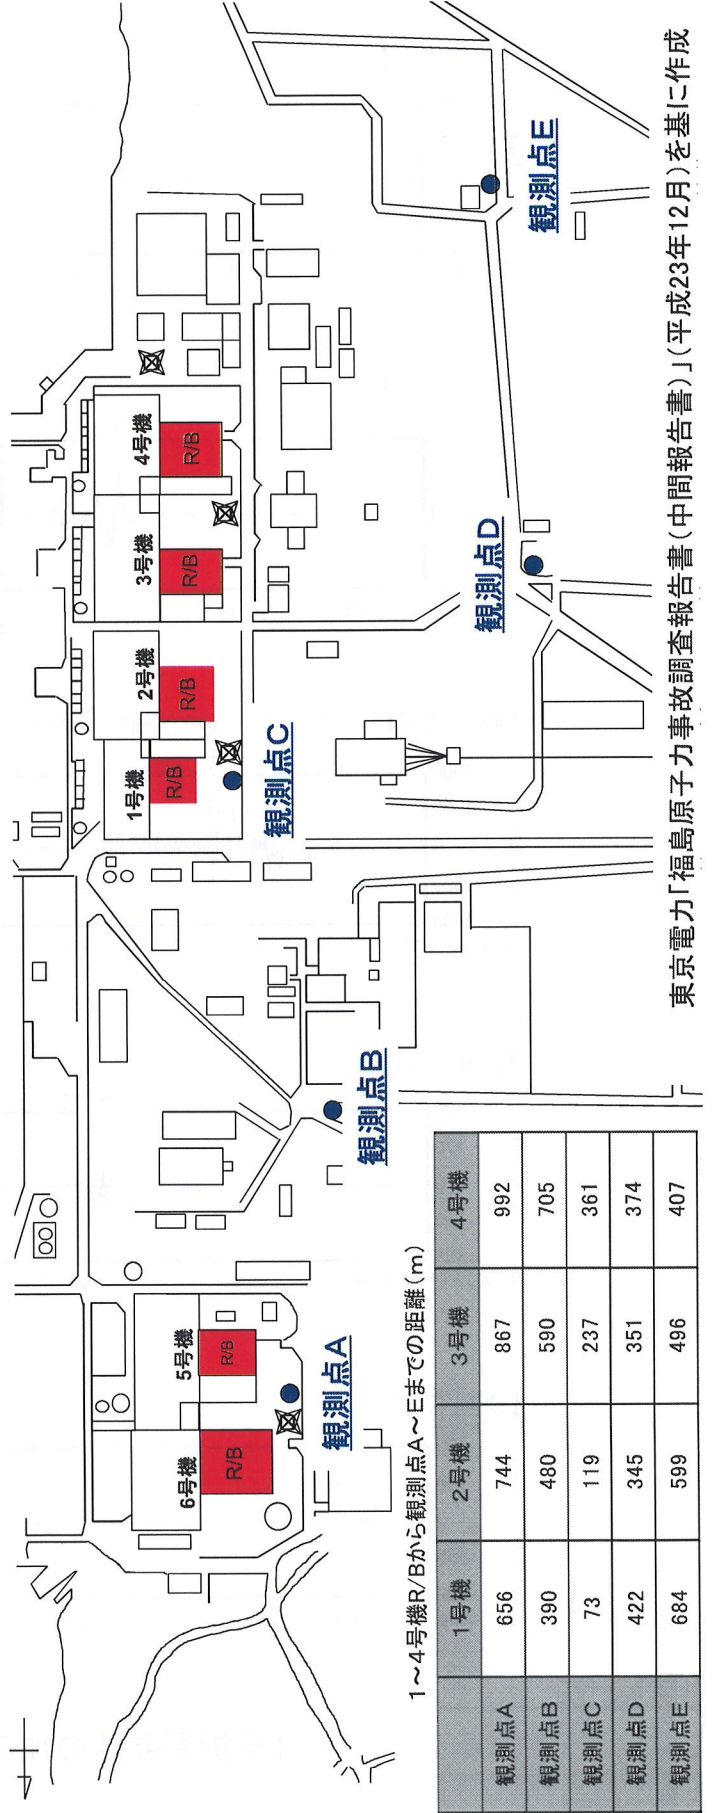 6号機
R/B
5号機
R/B
1号機
R/B
2号機
R/B
3号機
R/B
4号機
R/B
観測点A
観測点B
観測点C
観測点D
観測点E
1~4号機R/Bから観測点A~Eまでの距離(m)
1号機 2号機 3号機 4号機
観測点A 656 744 867 992
観測点B 390 480 590 705
観測点C 73 119 237 361
観測点D 422 345 351 374
観測点E 684 599 496 407
東京電力「福島原子力事故調査報告書(中間報告書)」(平成23年12月)を基に作成